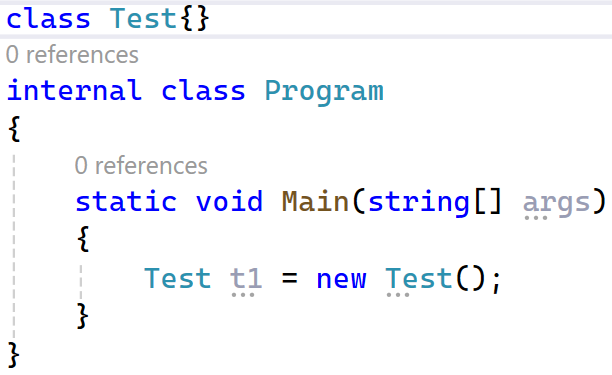 class Test{}
0 references
internal class Program
{
0 references
static void Main(string[] args)
{
Test t1 = new Test();
}
}